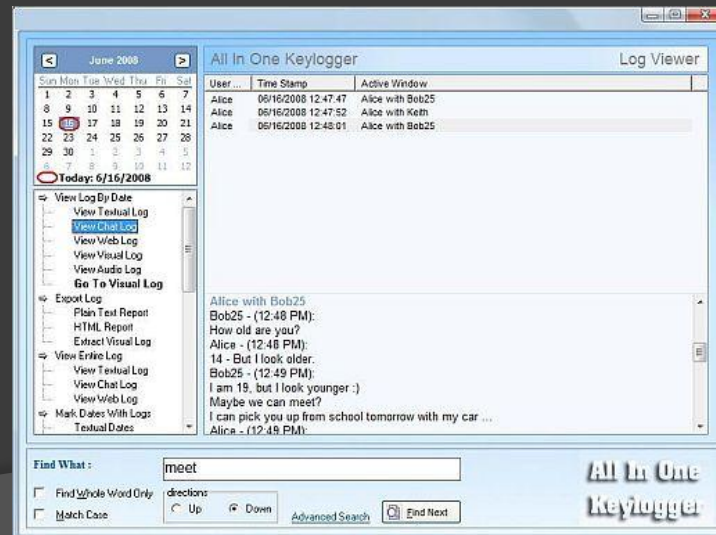 June 2008
Sun Mon Tue Wed Thu Fri Sat
1 2 3 4 5 6 7
8 9 10 11 12 13 14
15 16 17 18 19 20 21
22 23 24 25 26 27 28
29 30 1 2 3 4 5
6 7 8 9 10 11 12
Today: 6/16/2008
View Log By Date
View Textual Log
View Chat Log
View Web Log
View Visual Log
View Audio Log
Go To Visual Log
Export Log
Plain Text Report
HTML Report
Extract Visual Log
View Entire Log
View Textual Log
View Chat Log
View Web Log
Mark Dates With Logs
Textual Dates
All In One Keylogger Log Viewer
User ... Time Stamp Active Window
Alice 06/16/2008 12:47:47 Alice with Bob25
Alice 06/16/2008 12:47:52 Alice with Keith
Alice 06/16/2008 12:48:01 Alice with Bob25
Alice with Bob25
Bob25 - (12:48 PM):
How old are you?
Alice - (12:48 PM):
14 - But I look older.
Bob25 - (12:49 PM):
I am 19, but I look younger :)
Maybe we can meet?
I can pick you up from school tomorrow with my car ...
Alice - (12:49 PM):
Find What :
meet
Find Whole Word Only
Match Case
directions
Up Down
Advanced Search
Find Next
All In One
Keylogger